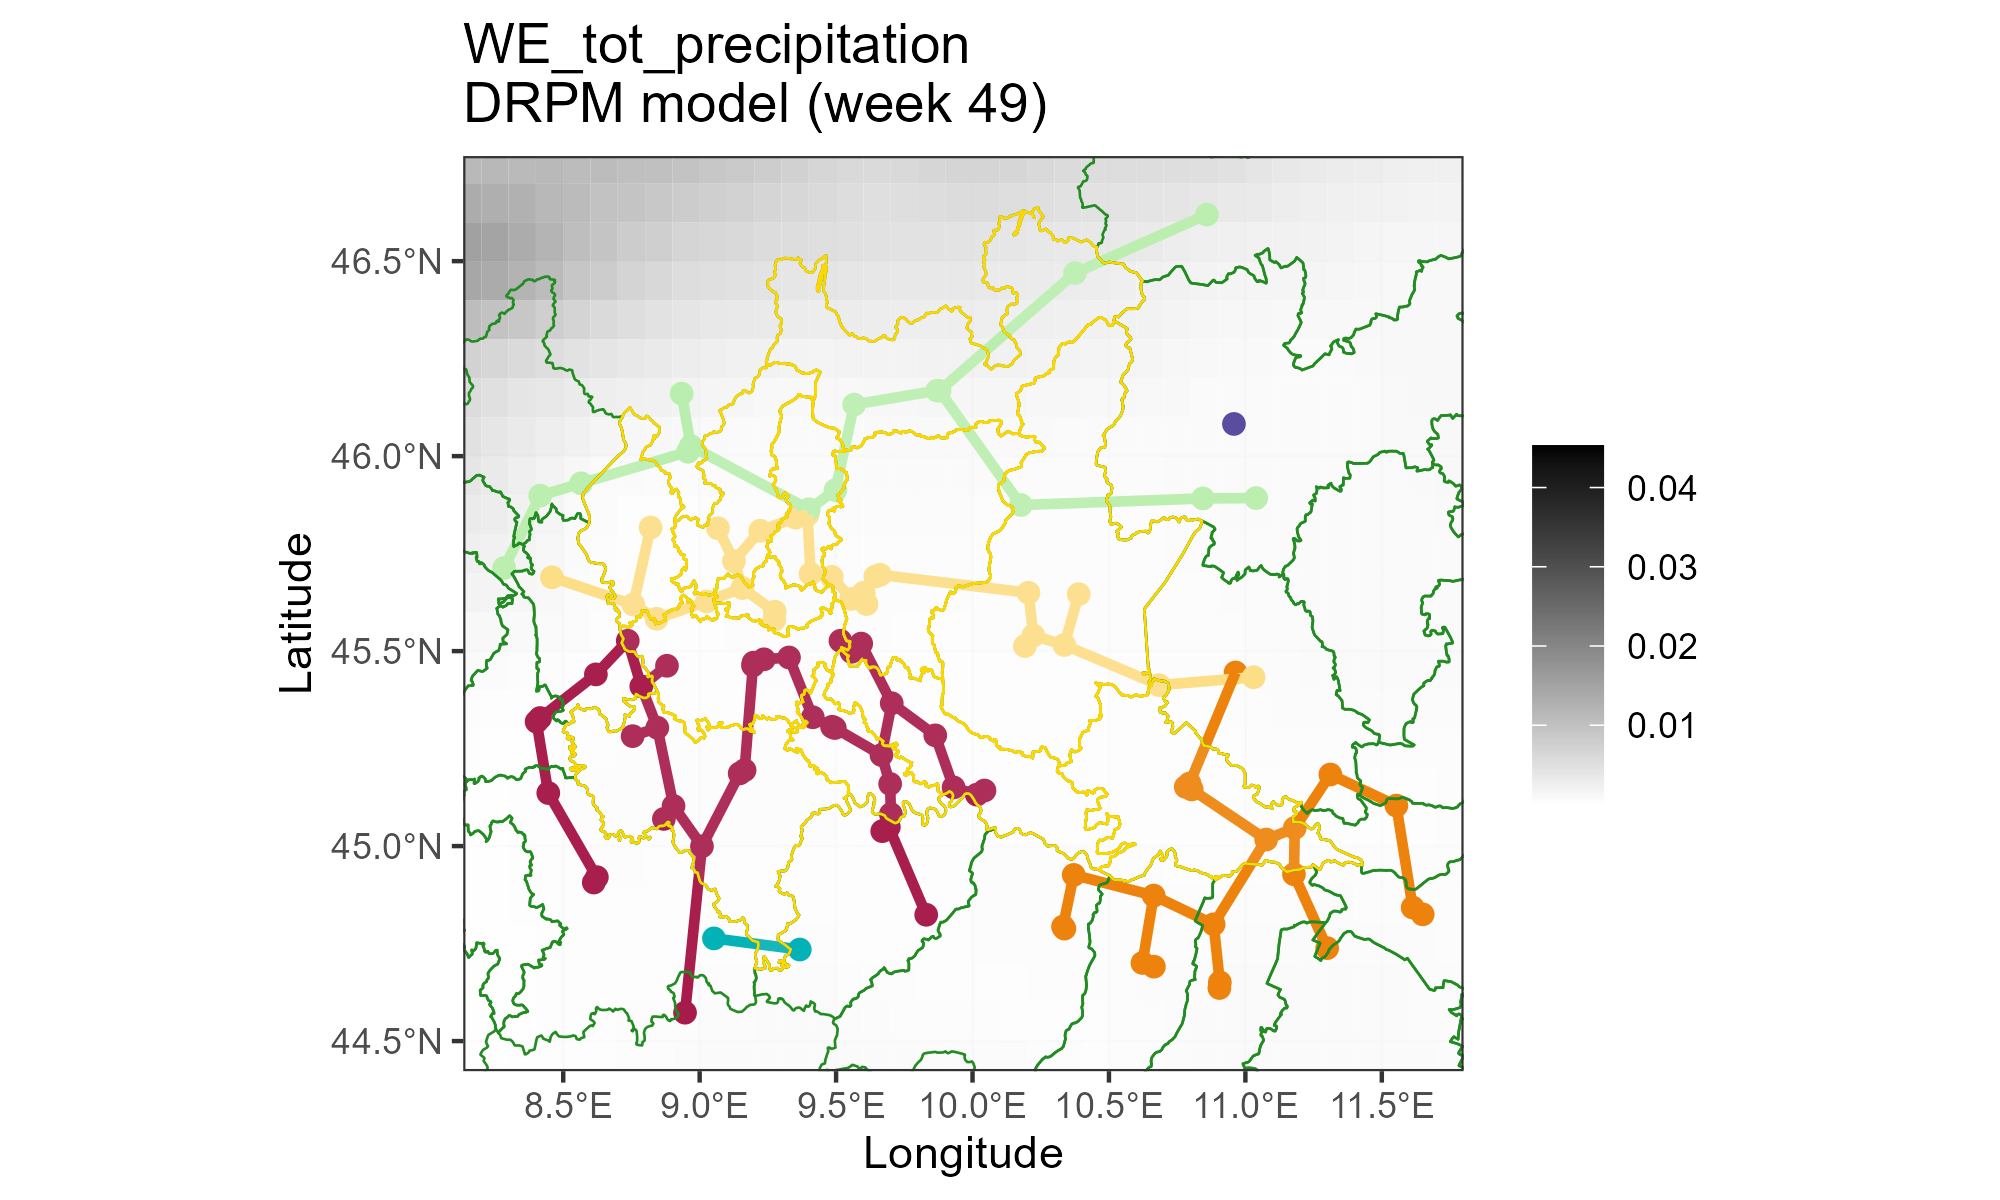 WE_tot_precipitation
DRPM model (week 49)
46.5°N
46.0°N
45.5°N
45.0°N
44.5°N
Latitude
8.5°E 9.0°E 9.5°E 10.0°E 10.5°E 11.0°E 11.5°E
Longitude
0.04
0.03
0.02
0.01